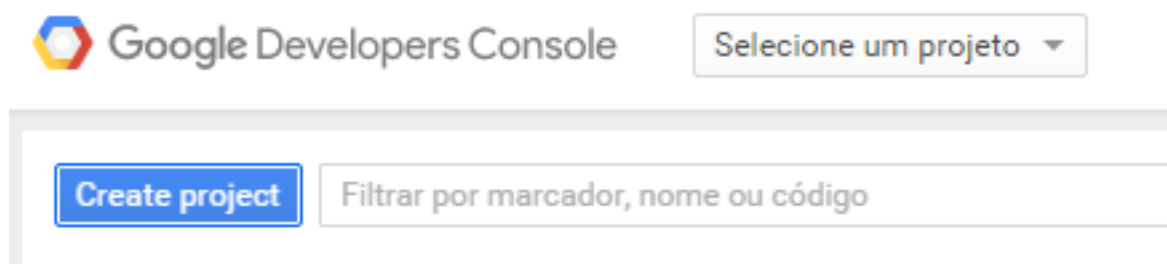 Google Developers Console Selecione um projeto
Create project Filtrar por marcador, nome ou código